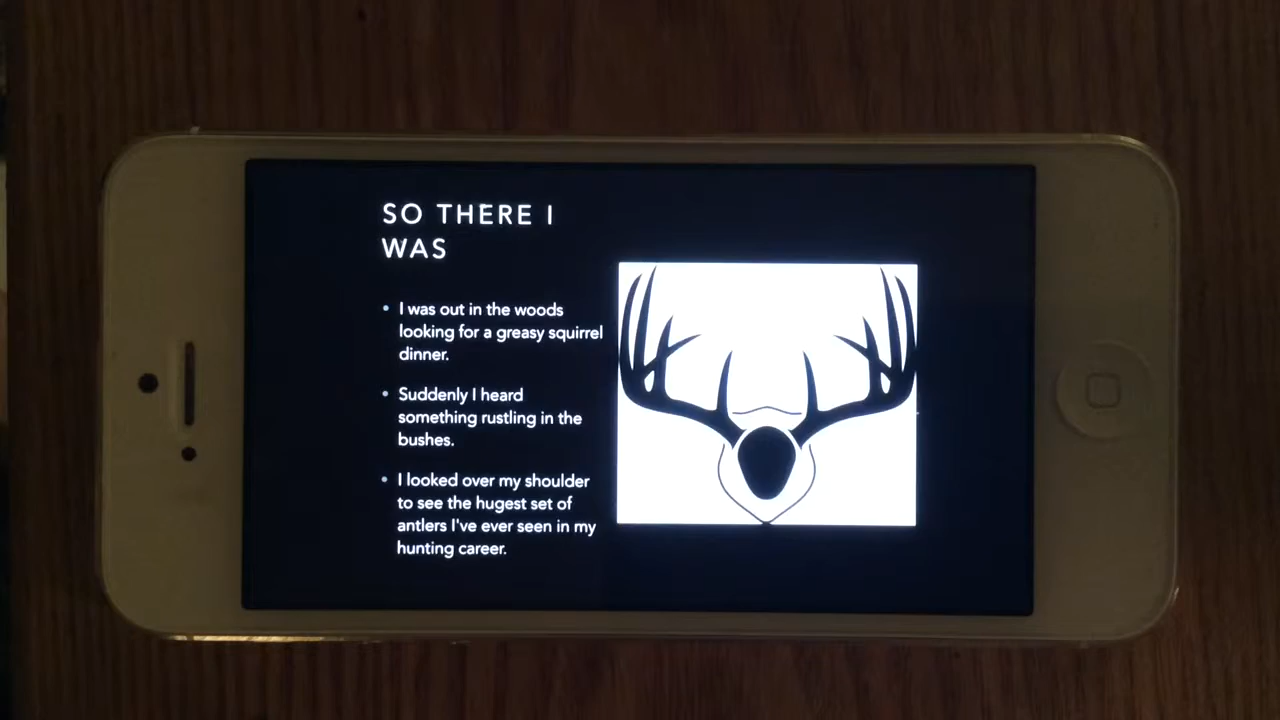 SO THERE I
WAS
• I was out in the woods
looking for a greasy squirrel
dinner.
• Suddenly I heard
something rustling in the
bushes.
• I looked over my shoulder
to see the hugest set of
antlers I've ever seen in my
hunting career.